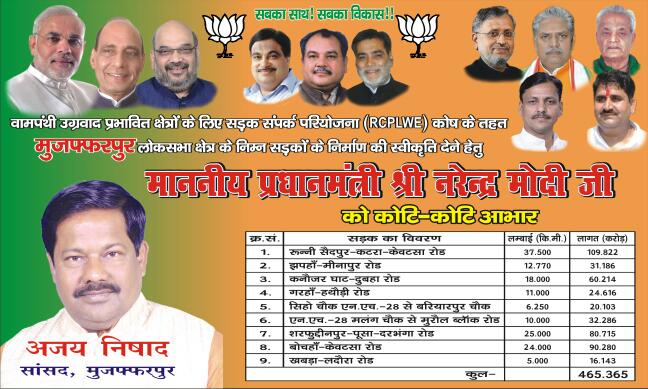 सबका साथ! सबका विकास!!
वामपंथी उग्रवाद प्रभावित क्षेत्रों के लिए सड़क संपर्क परियोजना (RCPLWE) कोष के तहत
मुजफ्फरपुर लोकसभा क्षेत्र के निम्न सड़कों के निर्माण की स्वीकृति देने हेतु
माननीय प्रधानमंत्री श्री नरेन्द्र मोदी जी
को कोटि-कोटि आभार
क्र.सं. सड़क का विवरण लम्बाई (कि.मी.) लागत (करोड़)
1. रून्नी सैदपुर-कटरा-केवटसा रोड 37.500 109.822
2. झपहाँ-मीनापुर रोड 12.770 31.186
3. कनौजर घाट-दुबहा रोड 18.000 60.214
4. गरहाँ-हथौड़ी रोड 11.000 24.616
5. सिहो चौक एन.एच.-28 से बरियारपुर चौक 6.250 20.103
6. एन.एच.-28 मलंग चौक से मुरौल ब्लॉक रोड 10.000 32.286
7. शरफुद्दीनपुर-पूसा-दरभंगा रोड 25.000 80.715
8. बोचहाँ-केवटसा रोड 24.000 90.280
9. खबड़ा-लदौरा रोड 5.000 16.143
कुल- 465.365
अजय निषाद
सांसद, मुजफ्फरपुर